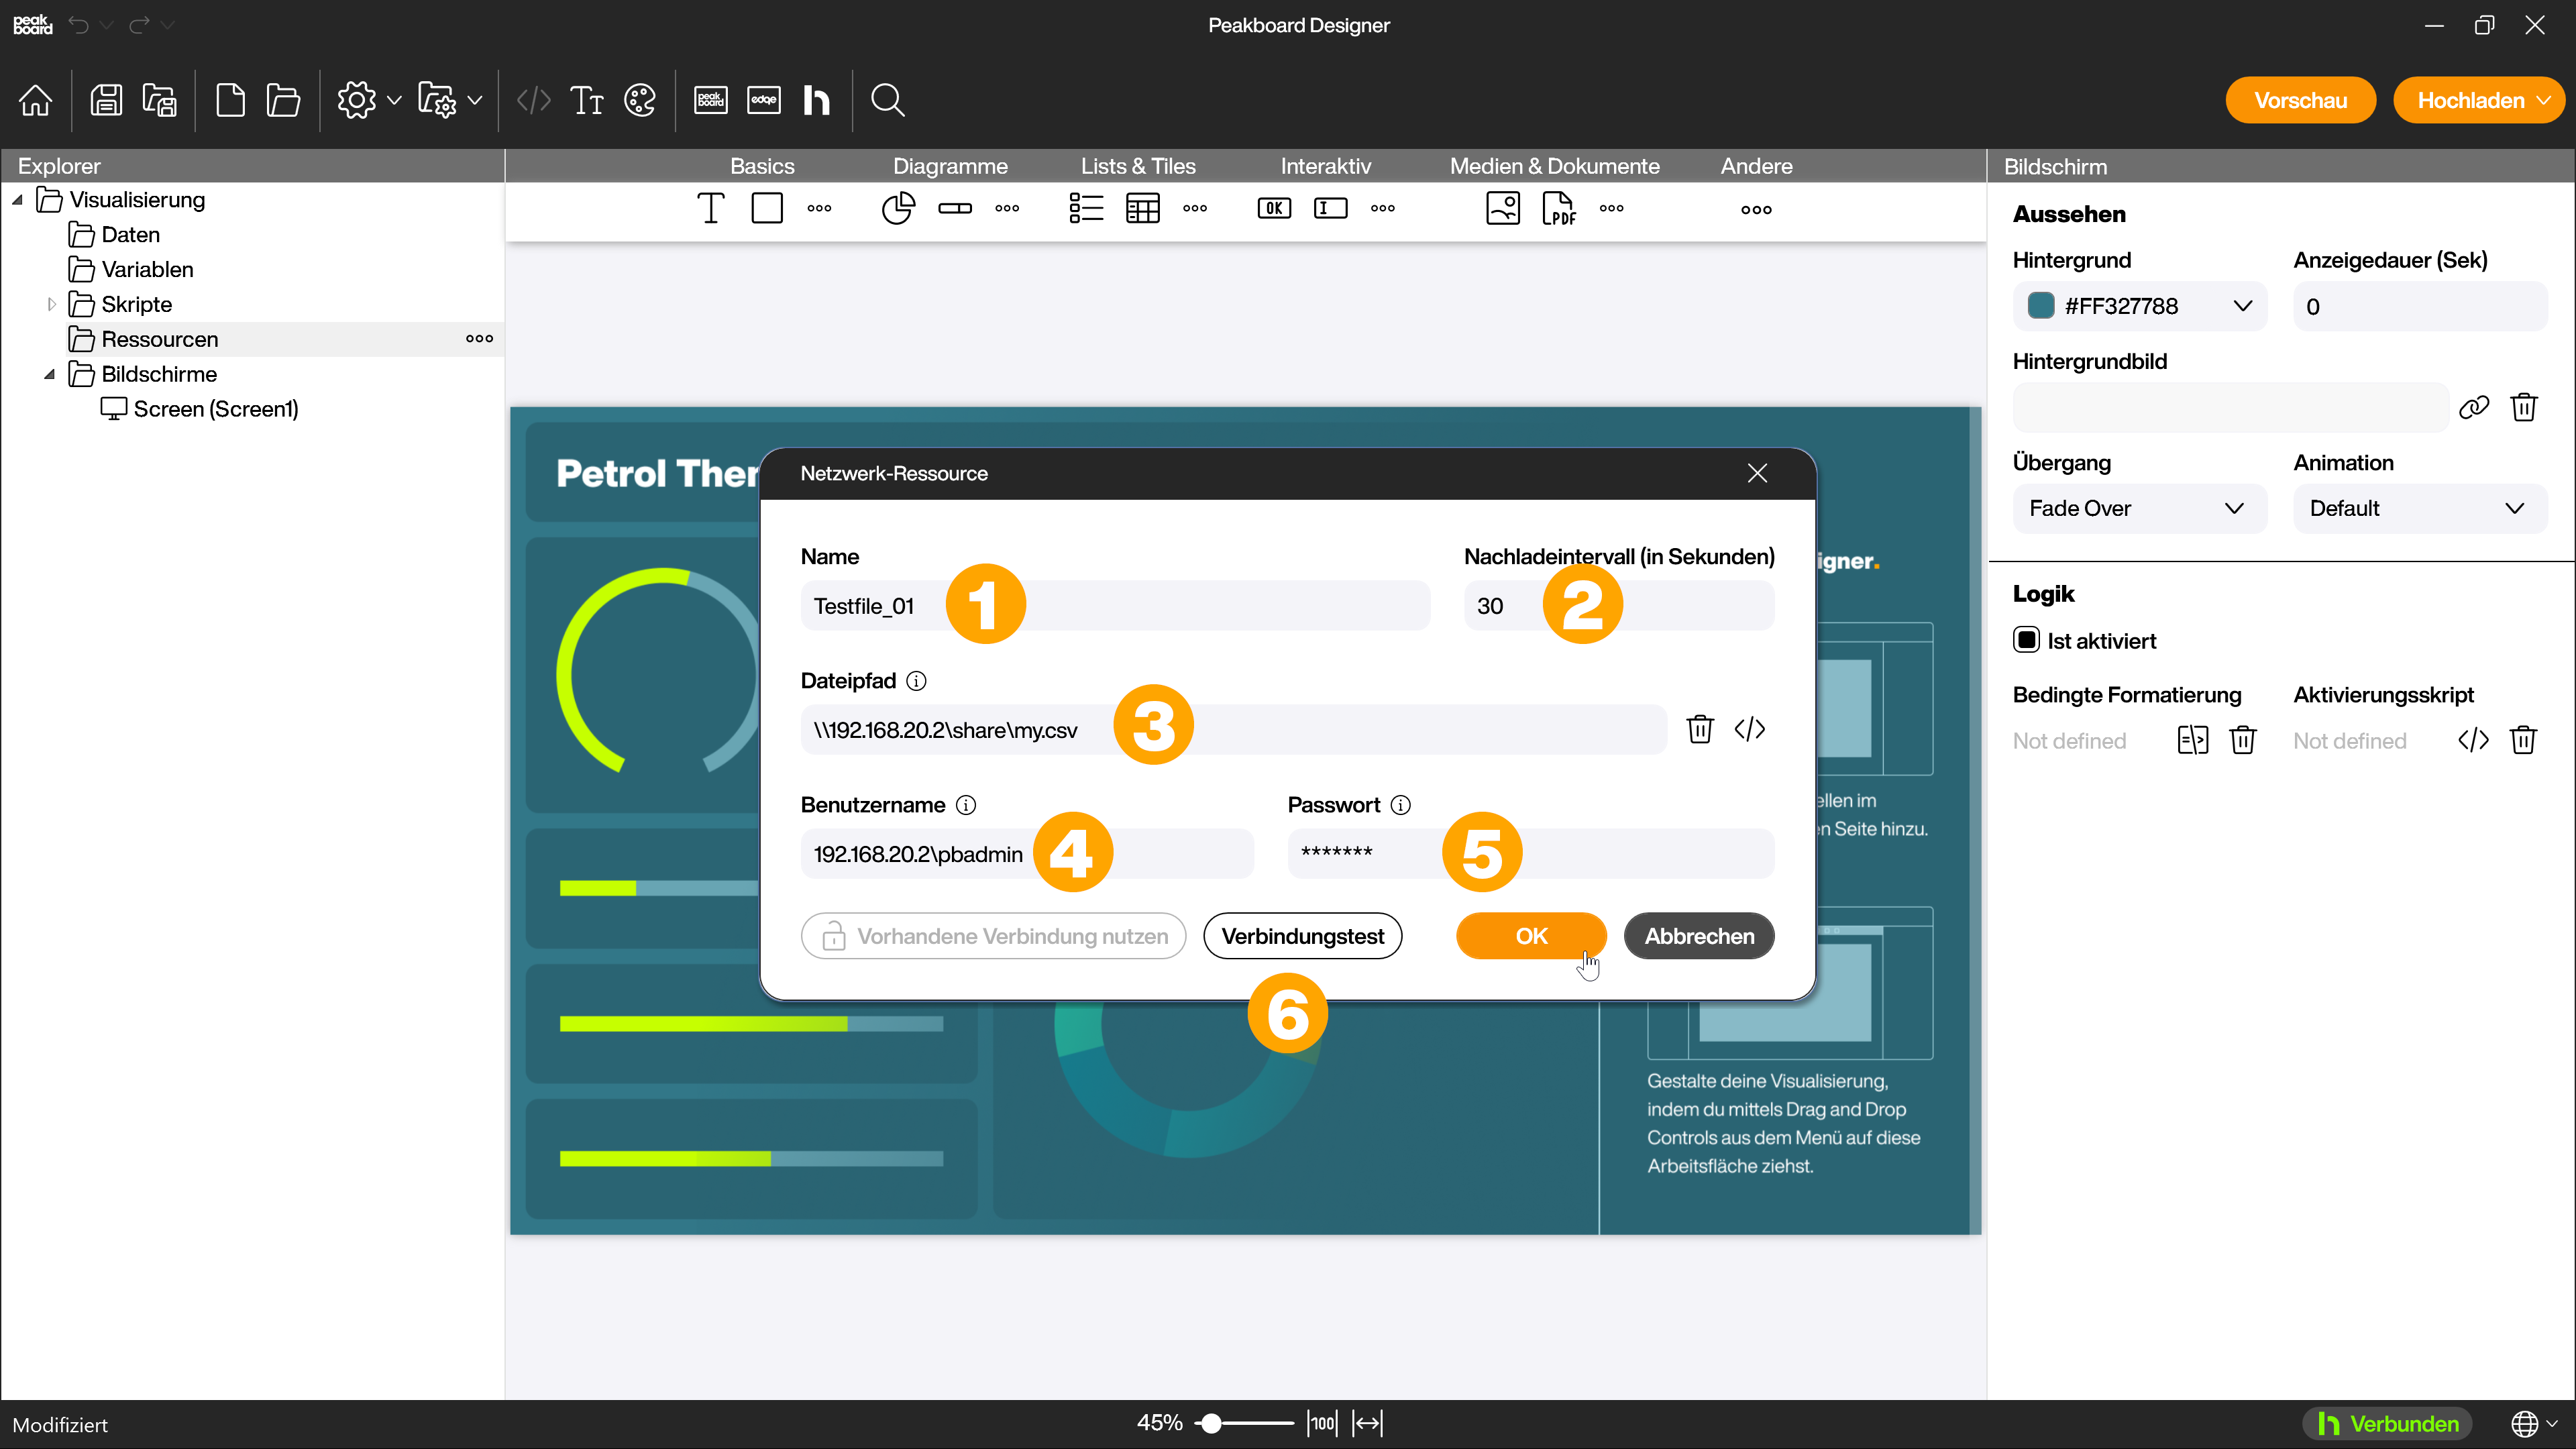 peak
board
Peakboard Designer
peak
board
edge
Vorschau
Hochladen
Explorer
Basics
Diagramme
Lists & Tiles
Interaktiv
Medien & Dokumente
Andere
Bildschirm
OK
PDF
Visualisierung
Daten
Variablen
Skripte
Ressourcen
Bildschirme
Screen (Screen1)
Aussehen
Hintergrund
Anzeigedauer (Sek)
#FF327788
0
Hintergrundbild
Übergang
Animation
Fade Over
Default
Logik
Ist aktiviert
Bedingte Formatierung
Aktivierungsskript
Not defined
Not defined
Petrol Ther
igner.
Netzwerk-Ressource
Name
Nachladeintervall (in Sekunden)
Testfile_01
1
30
2
Dateipfad
\\192.168.20.2\share\my.csv
3
Benutzername
Passwort
192.168.20.2\pbadmin
4
*******
5
Vorhandene Verbindung nutzen
Verbindungstest
OK
Abbrechen
6
ellen im
n Seite hinzu.
Gestalte deine Visualisierung,
indem du mittels Drag and Drop
Controls aus dem Menü auf diese
Arbeitsfläche ziehst.
Modifiziert
45%
100
Verbunden